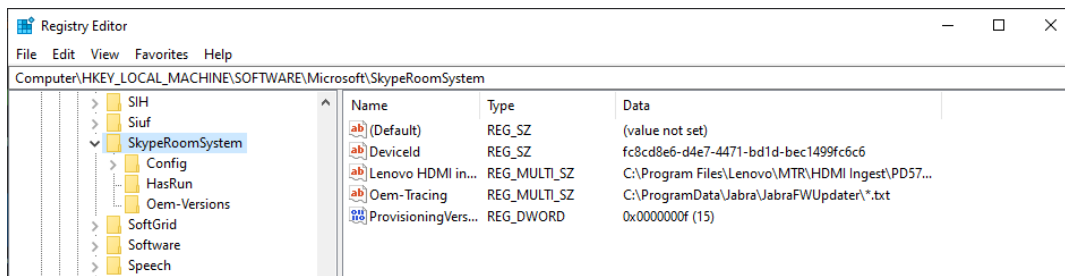 Registry Editor
File Edit View Favorites Help
Computer\HKEY_LOCAL_MACHINE\SOFTWARE\Microsoft\SkypeRoomSystem
SIH
Siuf
SkypeRoomSystem
Config
HasRun
Oem-Versions
SoftGrid
Software
Speech
Name Type Data
(Default) REG_SZ (value not set)
DeviceId REG_SZ fc8cd8e6-d4e7-4471-bd1d-bec1499fc6c6
Lenovo HDMI in... REG_MULTI_SZ C:\Program Files\Lenovo\MTR\HDMI Ingest\PD57...
Oem-Tracing REG_MULTI_SZ C:\ProgramData\Jabra\JabraFWUpdater\*.txt
ProvisioningVers... REG_DWORD 0x0000000f (15)